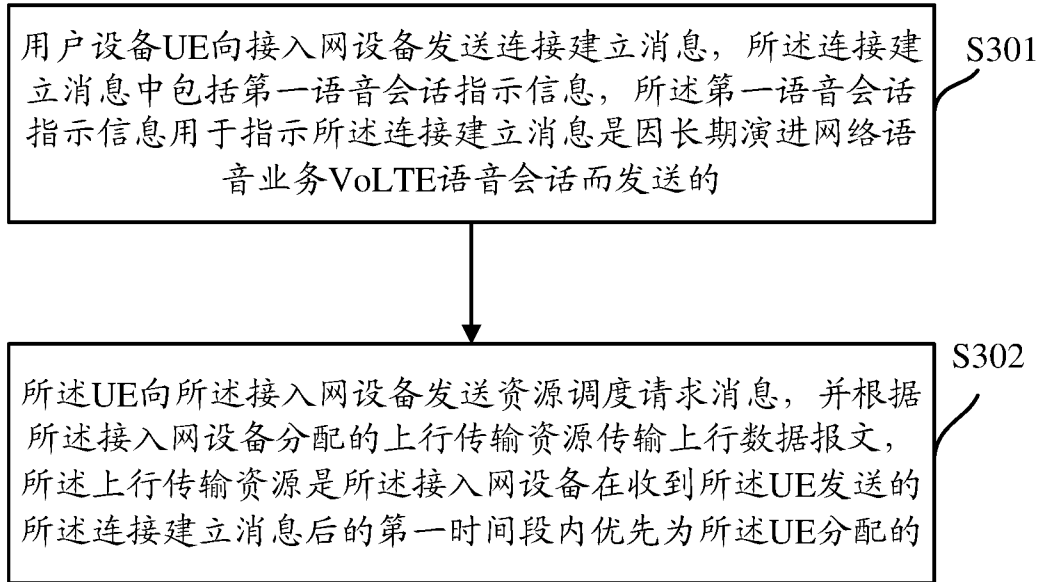 用户设备UE向接入网设备发送连接建立消息，所述连接建
立消息中包括第一语音会话指示信息，所述第一语音会话
指示信息用于指示所述连接建立消息是因长期演进网络语
音业务VoLTE语音会话而发送的
S301
所述UE向所述接入网设备发送资源调度请求消息，并根据
所述接入网设备分配的上行传输资源传输上行数据报文，
所述上行传输资源是所述接入网设备在收到所述UE发送的
所述连接建立消息后的第一时间段内优先为所述UE分配的
S302